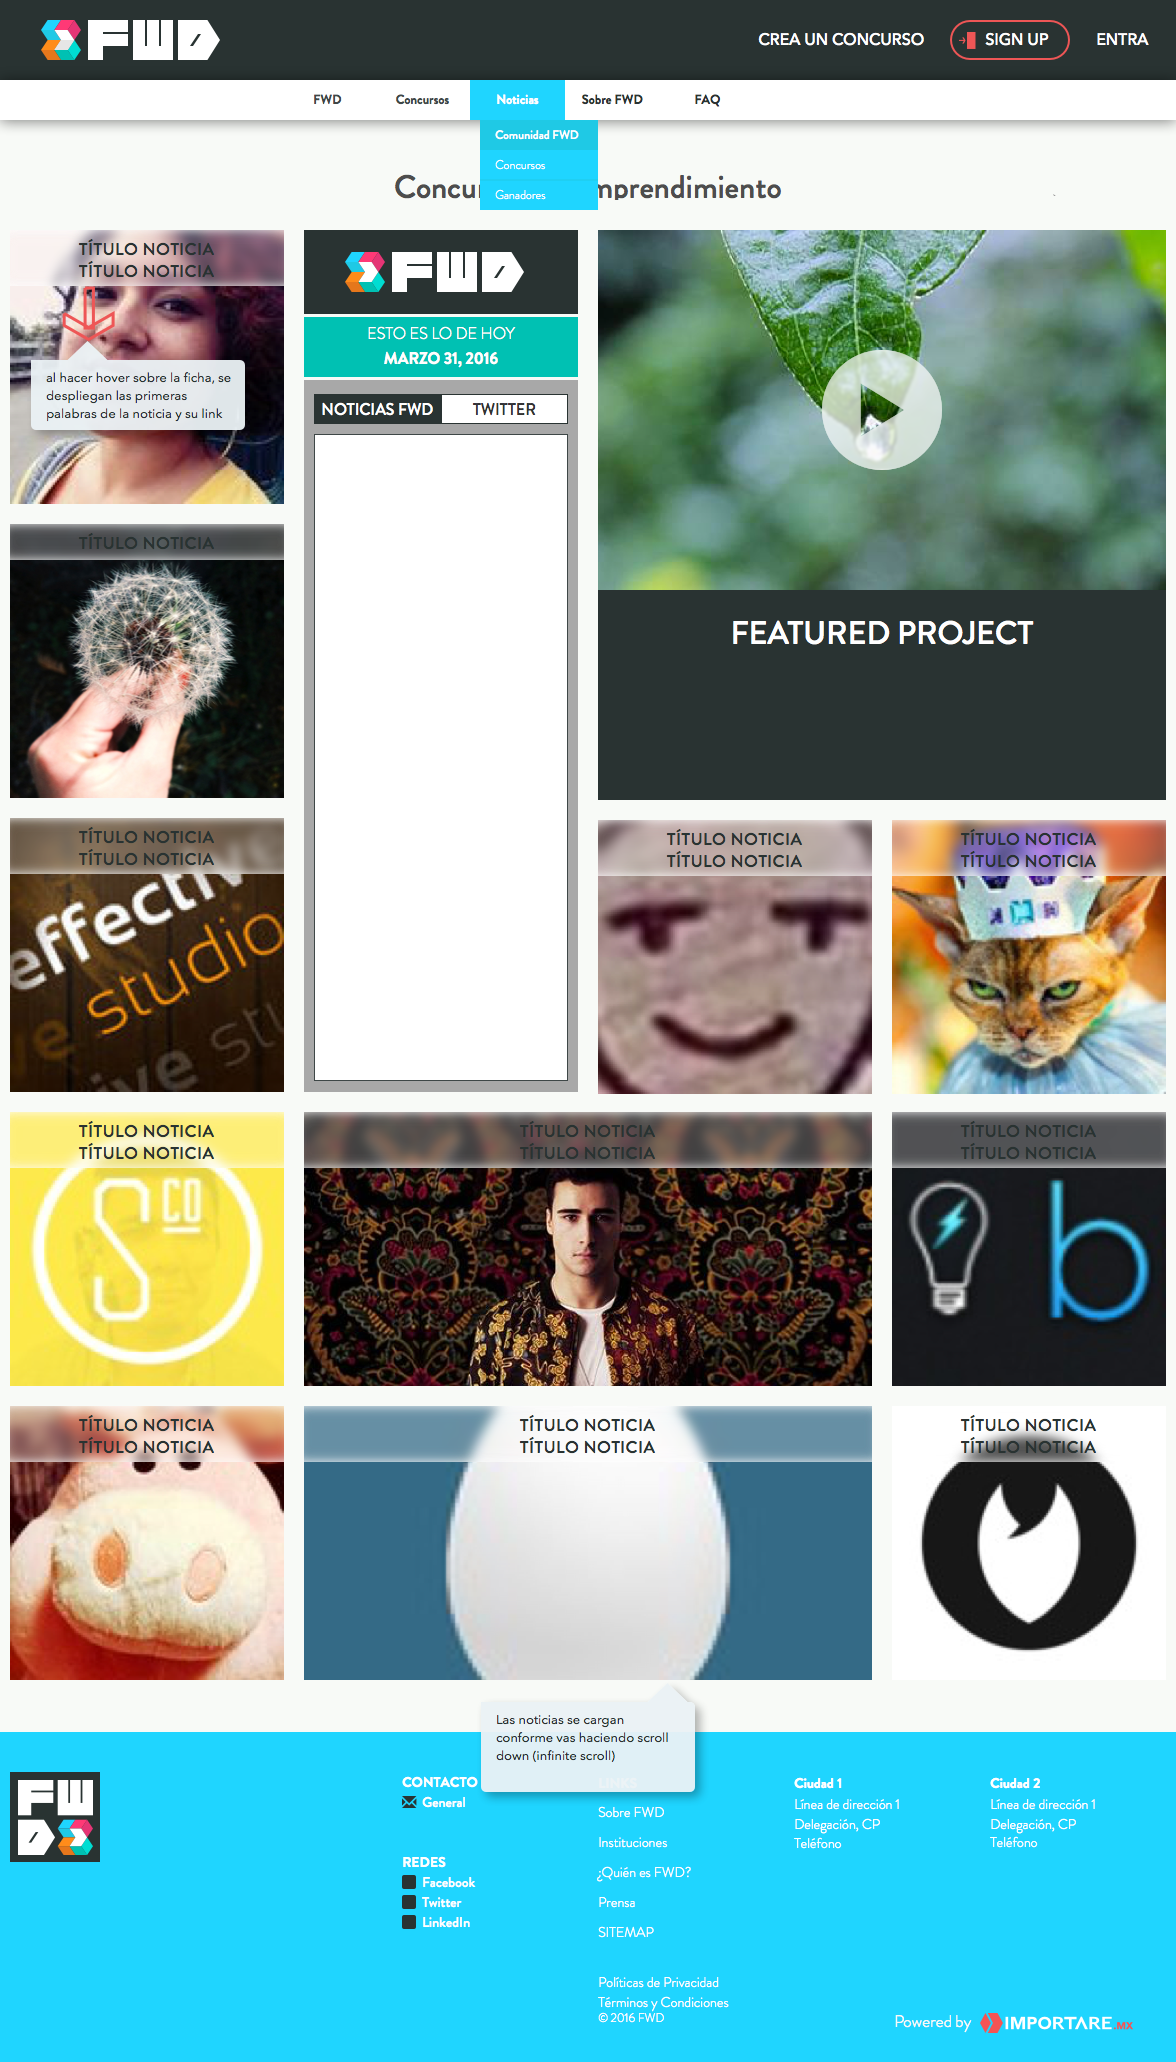 FWD
CREA UN CONCURSO
SIGN UP
ENTRA
FWD
Concursos
Noticias
Sobre FWD
FAQ
Comunidad FWD
Concursos
Ganadores
TÍTULO NOTICIA
TÍTULO NOTICIA
al hacer hover sobre la ficha, se
despliegan las primeras
palabras de la noticia y su link
FWD
ESTO ES LO DE HOY
MARZO 31, 2016
NOTICIAS FWD
TWITTER
FEATURED PROJECT
TÍTULO NOTICIA
TÍTULO NOTICIA
TÍTULO NOTICIA
effective
studio
TÍTULO NOTICIA
TÍTULO NOTICIA
TÍTULO NOTICIA
TÍTULO NOTICIA
TÍTULO NOTICIA
TÍTULO NOTICIA
S CO
TÍTULO NOTICIA
TÍTULO NOTICIA
TÍTULO NOTICIA
TÍTULO NOTICIA
b
TÍTULO NOTICIA
TÍTULO NOTICIA
TÍTULO NOTICIA
TÍTULO NOTICIA
TÍTULO NOTICIA
TÍTULO NOTICIA
Las noticias se cargan
conforme vas haciendo scroll
down (infinite scroll)
FWD
CONTACTO
General
REDES
Facebook
Twitter
LinkedIn
LINKS
Sobre FWD
Instituciones
¿Quién es FWD?
Prensa
SITEMAP
Políticas de Privacidad
Términos y Condiciones
© 2016 FWD
Ciudad 1
Línea de dirección 1
Delegación, CP
Teléfono
Ciudad 2
Línea de dirección 1
Delegación, CP
Teléfono
Powered by IMPORTARE.MX